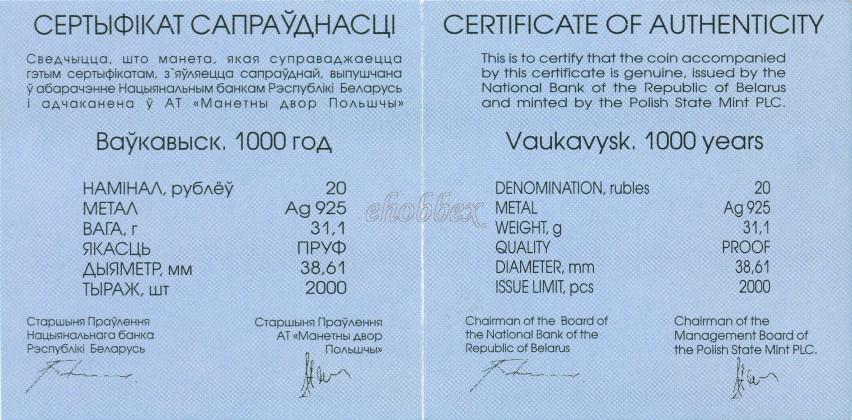 СЕРТЫФІКАТ САПРАЎДНАСЦІ
Сведчыцца, што манета, якая суправаджаецца
гэтым сертыфікатам, з`яўляецца сапраўднай, выпушчана
ў абарачэнне Нацыянальным банкам Рэспублікі Беларусь
і адчаканена ў АТ «Манетны двор Польшчы»
Ваўкавыск. 1000 год
НАМІНАЛ, рублёў 20
МЕТАЛ Ag 925
ВАГА, г 31,1
ЯКАСЦЬ ПРУФ
ДЫЯМЕТР, мм 38,61
ТЫРАЖ, шт 2000
Старшыня Праўлення
Нацыянальнага банка
Рэспублікі Беларусь
Старшыня Праўлення
АТ «Манетны двор
Польшчы»
CERTIFICATE OF AUTHENTICITY
This is to certify that the coin accompanied
by this certificate is genuine, issued by the
National Bank of the Republic of Belarus
and minted by the Polish State Mint PLC.
Vaukavysk. 1000 years
DENOMINATION, rubles 20
METAL Ag 925
WEIGHT, g 31,1
QUALITY PROOF
DIAMETER, mm 38,61
ISSUE LIMIT, pcs 2000
Chairman of the Board of
the National Bank of the
Republic of Belarus
Chairman of the
Management Board of
the Polish State Mint PLC.
ehobbex